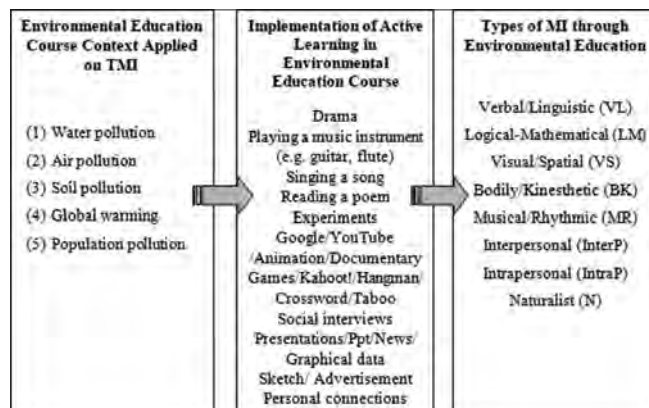 Environmental Education
Course Context Applied
on TMI
(1) Water pollution
(2) Air pollution
(3) Soil pollution
(4) Global warming
(5) Population pollution
Implementation of Active
Learning in
Environmental
Education Course
Drama
Playing a music instrument
(e.g. guitar, flute)
Singing a song
Reading a poem
Experiments
Google/YouTube
/Animation/Documentary
Games/Kahoot!/Hangman/
Crossword/Taboo
Social interviews
Presentations/Ppt/News/
Graphical data
Sketch/ Advertisement
Personal connections
Types of MI through
Environmental Education
Verbal/Linguistic (VL)
Logical-Mathematical (LM)
Visual/Spatial (VS)
Bodily/Kinesthetic (BK)
Musical/Rhythmic (MR)
Interpersonal (InterP)
Intrapersonal (IntraP)
Naturalist (N)